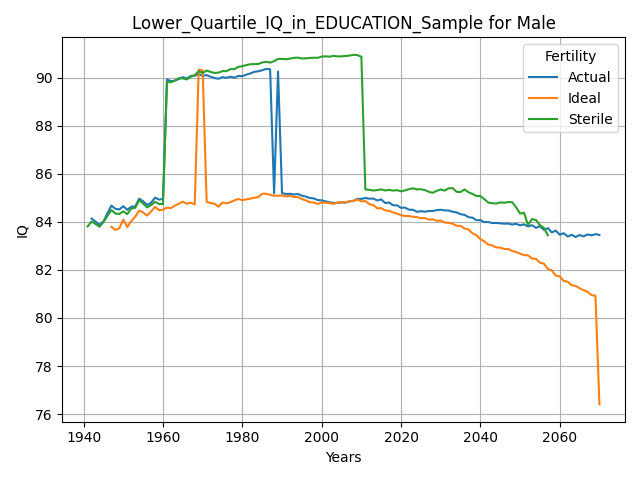 Lower_Quartile_IQ_in_EDUCATION_Sample for Male
Fertility
Actual
Ideal
Sterile
IQ
90
88
86
84
82
80
78
76
1940 1960 1980 2000 2020 2040 2060
Years